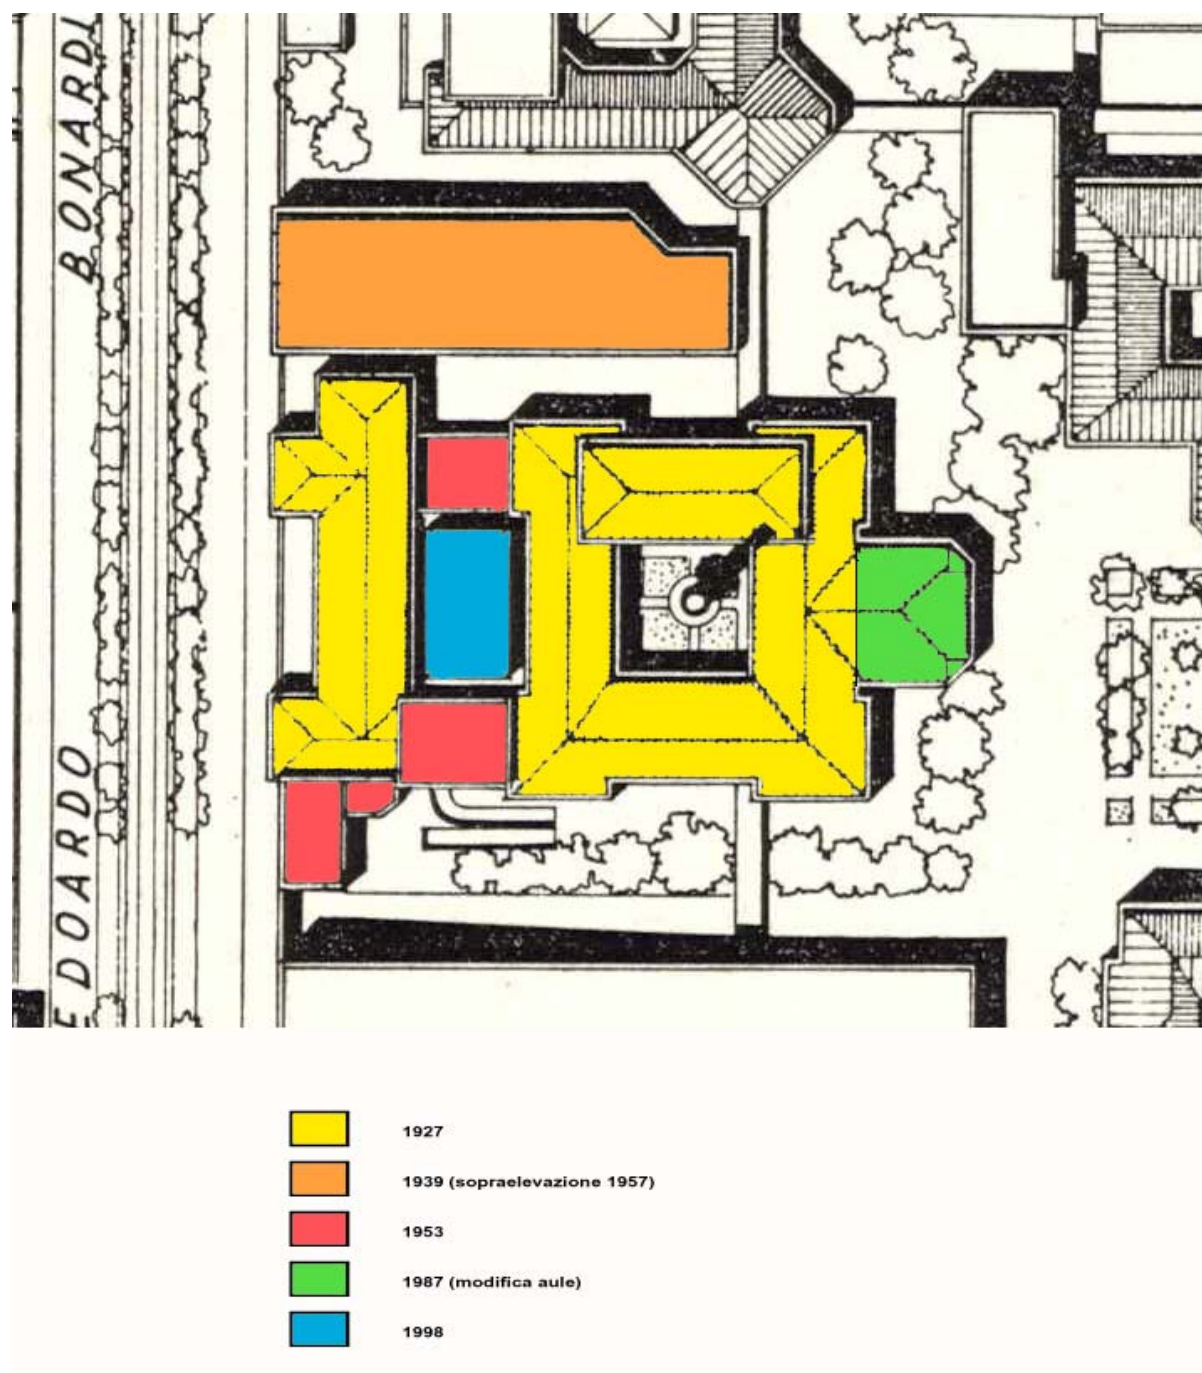 EDOARDO BONARDI
1927
1939 (sopraelevazione 1957)
1953
1987 (modifica aule)
1998